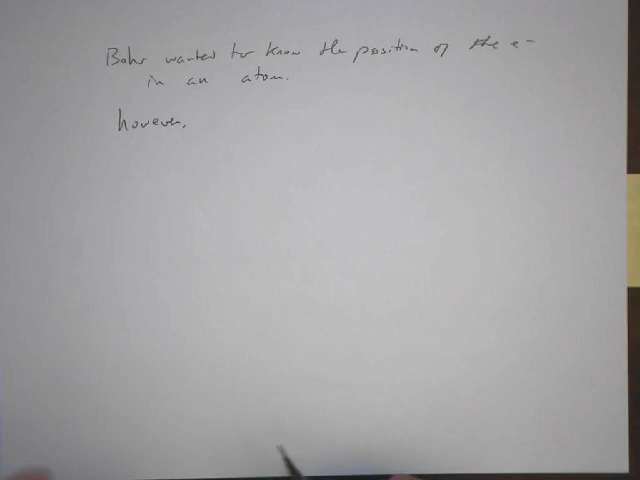 Bohr wanted to know the position of the e-
in an atom.
however,